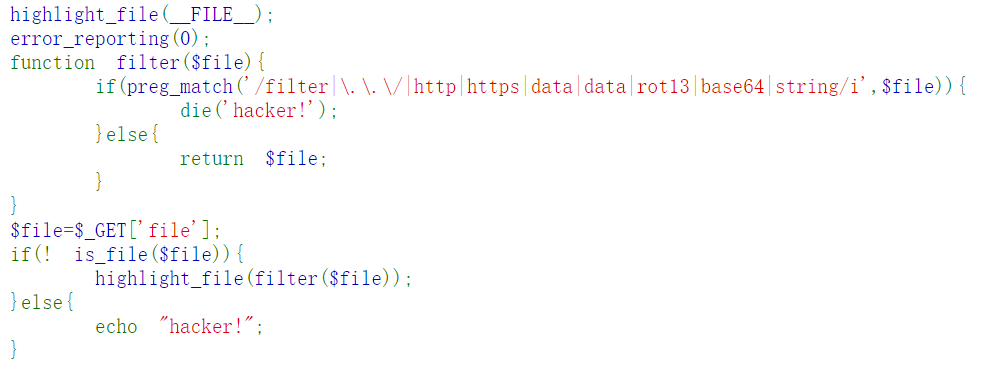 highlight_file(__FILE__);
error_reporting(0);
function filter($file){
if(preg_match('/filter|\.\.\/|http|https|data|data|rot13|base64|string/i',$file)){
die('hacker!');
}else{
return $file;
}
}
$file=$_GET['file'];
if(! is_file($file)){
highlight_file(filter($file));
}else{
echo "hacker!";
}